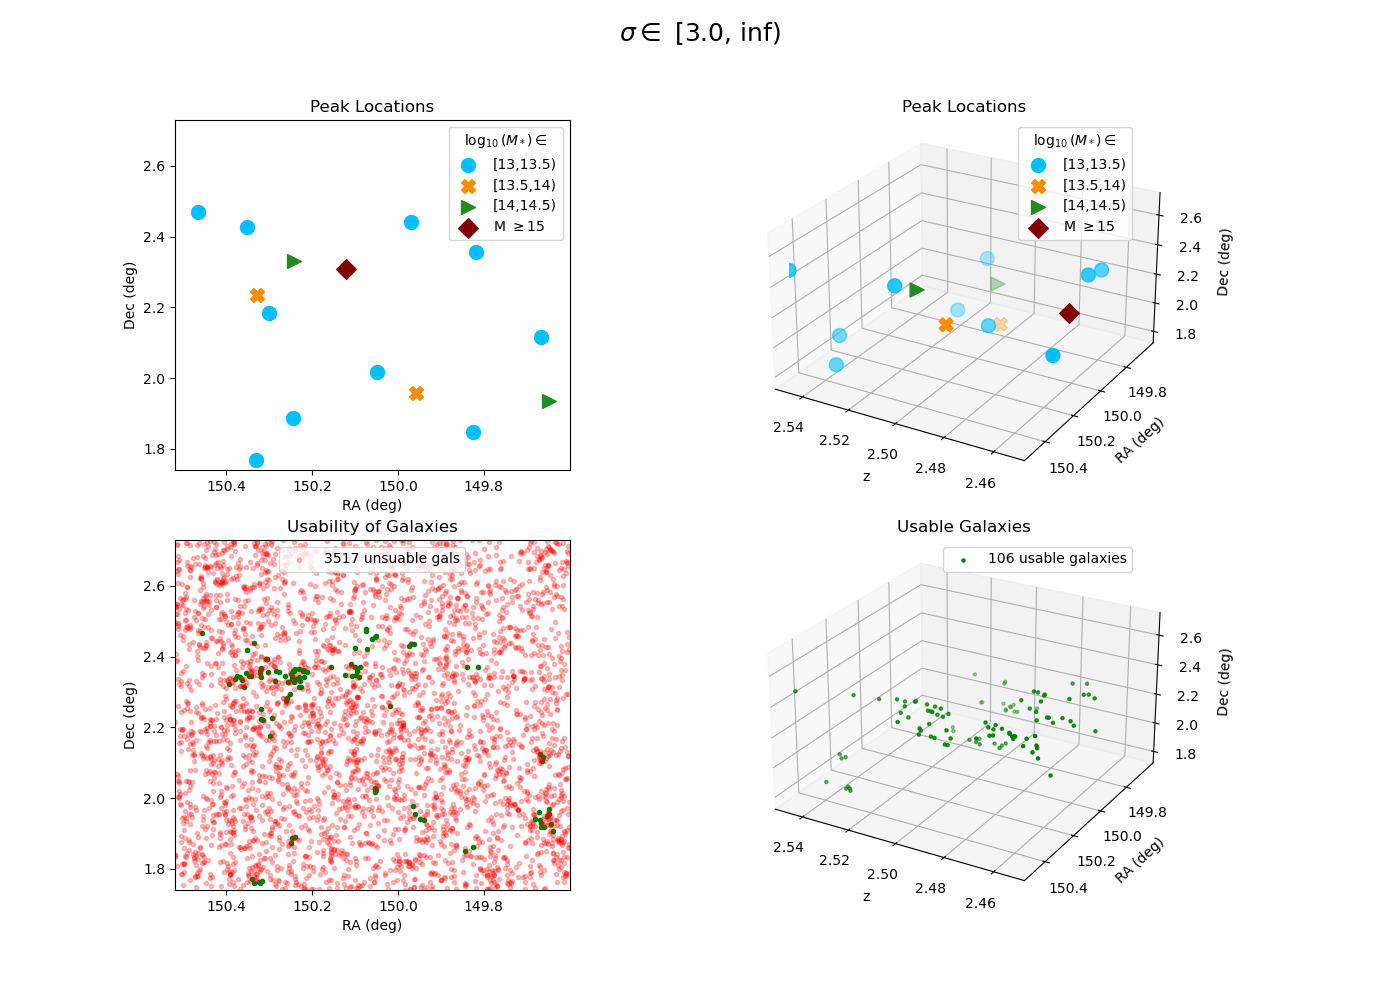 σ ∈ [3.0, inf)
Peak Locations
log₁₀(M*) ∈
[13,13.5)
[13.5,14)
[14,14.5)
M ≥15
2.6
2.4
2.2
2.0
1.8
Dec (deg)
150.4 150.2 150.0 149.8
RA (deg)
Peak Locations
log₁₀(M*) ∈
[13,13.5)
[13.5,14)
[14,14.5)
M ≥15
2.6
2.4
2.2
2.0
1.8
Dec (deg)
149.8
150.0
150.2
150.4
RA (deg)
2.54
2.52
2.50
2.48
2.46
z
Usability of Galaxies
3517 unsuable gals
2.6
2.4
2.2
2.0
1.8
Dec (deg)
150.4 150.2 150.0 149.8
RA (deg)
Usable Galaxies
106 usable galaxies
2.6
2.4
2.2
2.0
1.8
Dec (deg)
149.8
150.0
150.2
150.4
RA (deg)
2.54
2.52
2.50
2.48
2.46
z